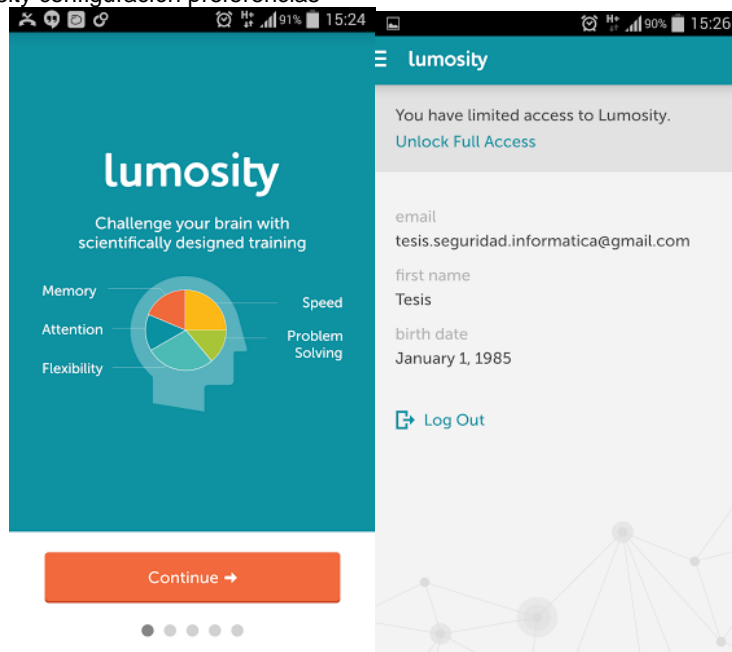 configuración preferencias
91% 15:24
lumosity
Challenge your brain with
scientifically designed training
Memory
Speed
Attention
Problem
Solving
Flexibility
Continue
H+ 90% 15:26
lumosity
You have limited access to Lumosity.
Unlock Full Access
email
tesis.seguridad.informatica@gmail.com
first name
Tesis
birth date
January 1, 1985
Log Out